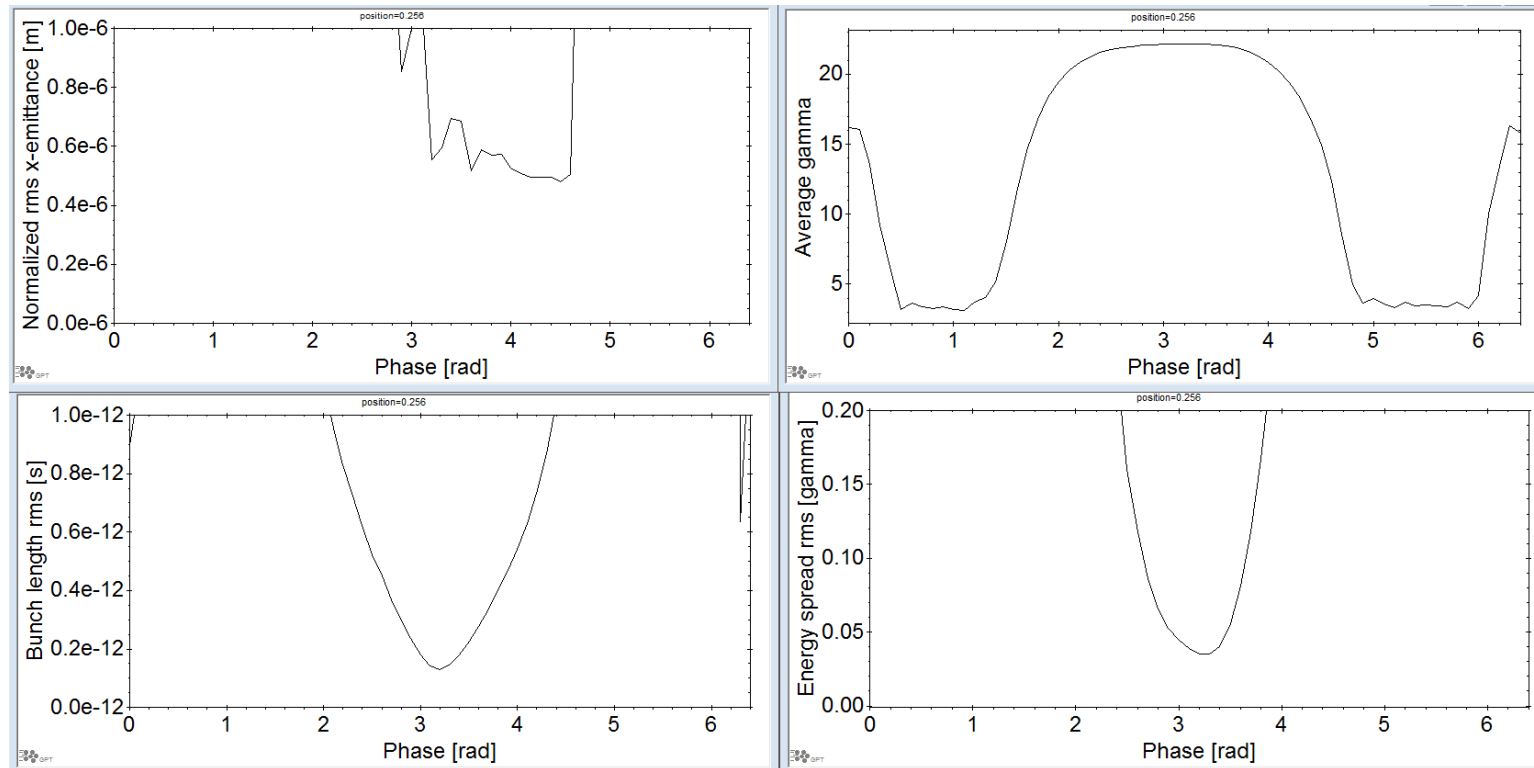 position=0.256
Normalized rms x-emittance [m]
1.0e-6
0.8e-6
0.6e-6
0.4e-6
0.2e-6
0.0e-6
0 1 2 3 4 5 6
Phase [rad]
GPT
position=0.256
Average gamma
20
15
10
5
0 1 2 3 4 5 6
Phase [rad]
GPT
position=0.256
Bunch length rms [s]
1.0e-12
0.8e-12
0.6e-12
0.4e-12
0.2e-12
0.0e-12
0 1 2 3 4 5 6
Phase [rad]
GPT
position=0.256
Energy spread rms [gamma]
0.20
0.15
0.10
0.05
0.00
0 1 2 3 4 5 6
Phase [rad]
GPT